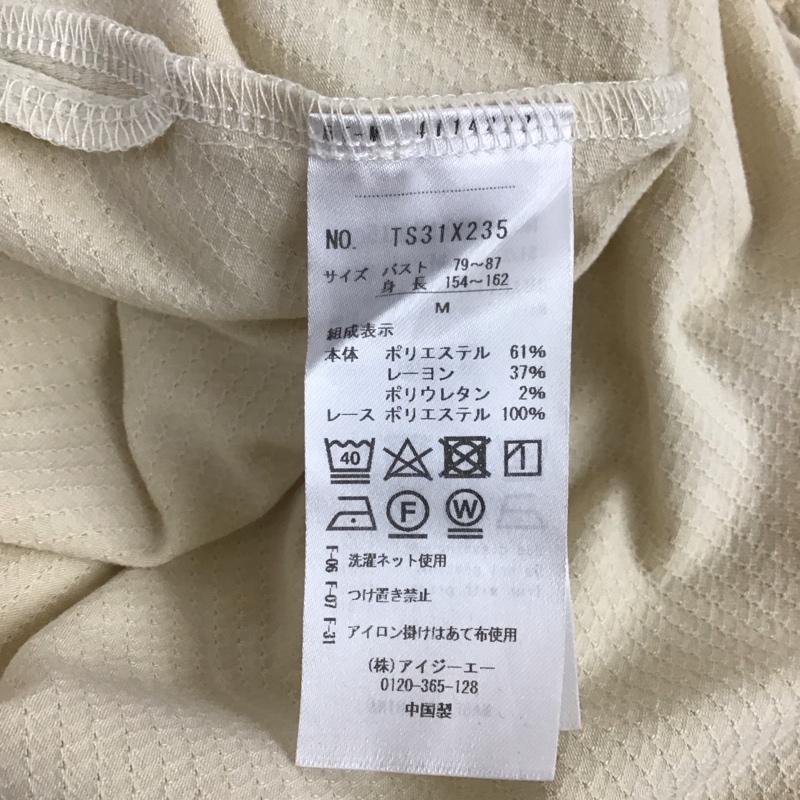 NO. TS31X235
サイズ バスト 79～87
身長 154～162
M
組成表示
本体 ポリエステル 61%
レーヨン 37%
ポリウレタン 2%
レース ポリエステル 100%
40
F W
F-06 F-07 F-31
洗濯ネット使用
つけ置き禁止
アイロン掛けはあて布使用
(株)アイジーエー
0120-365-128
中国製